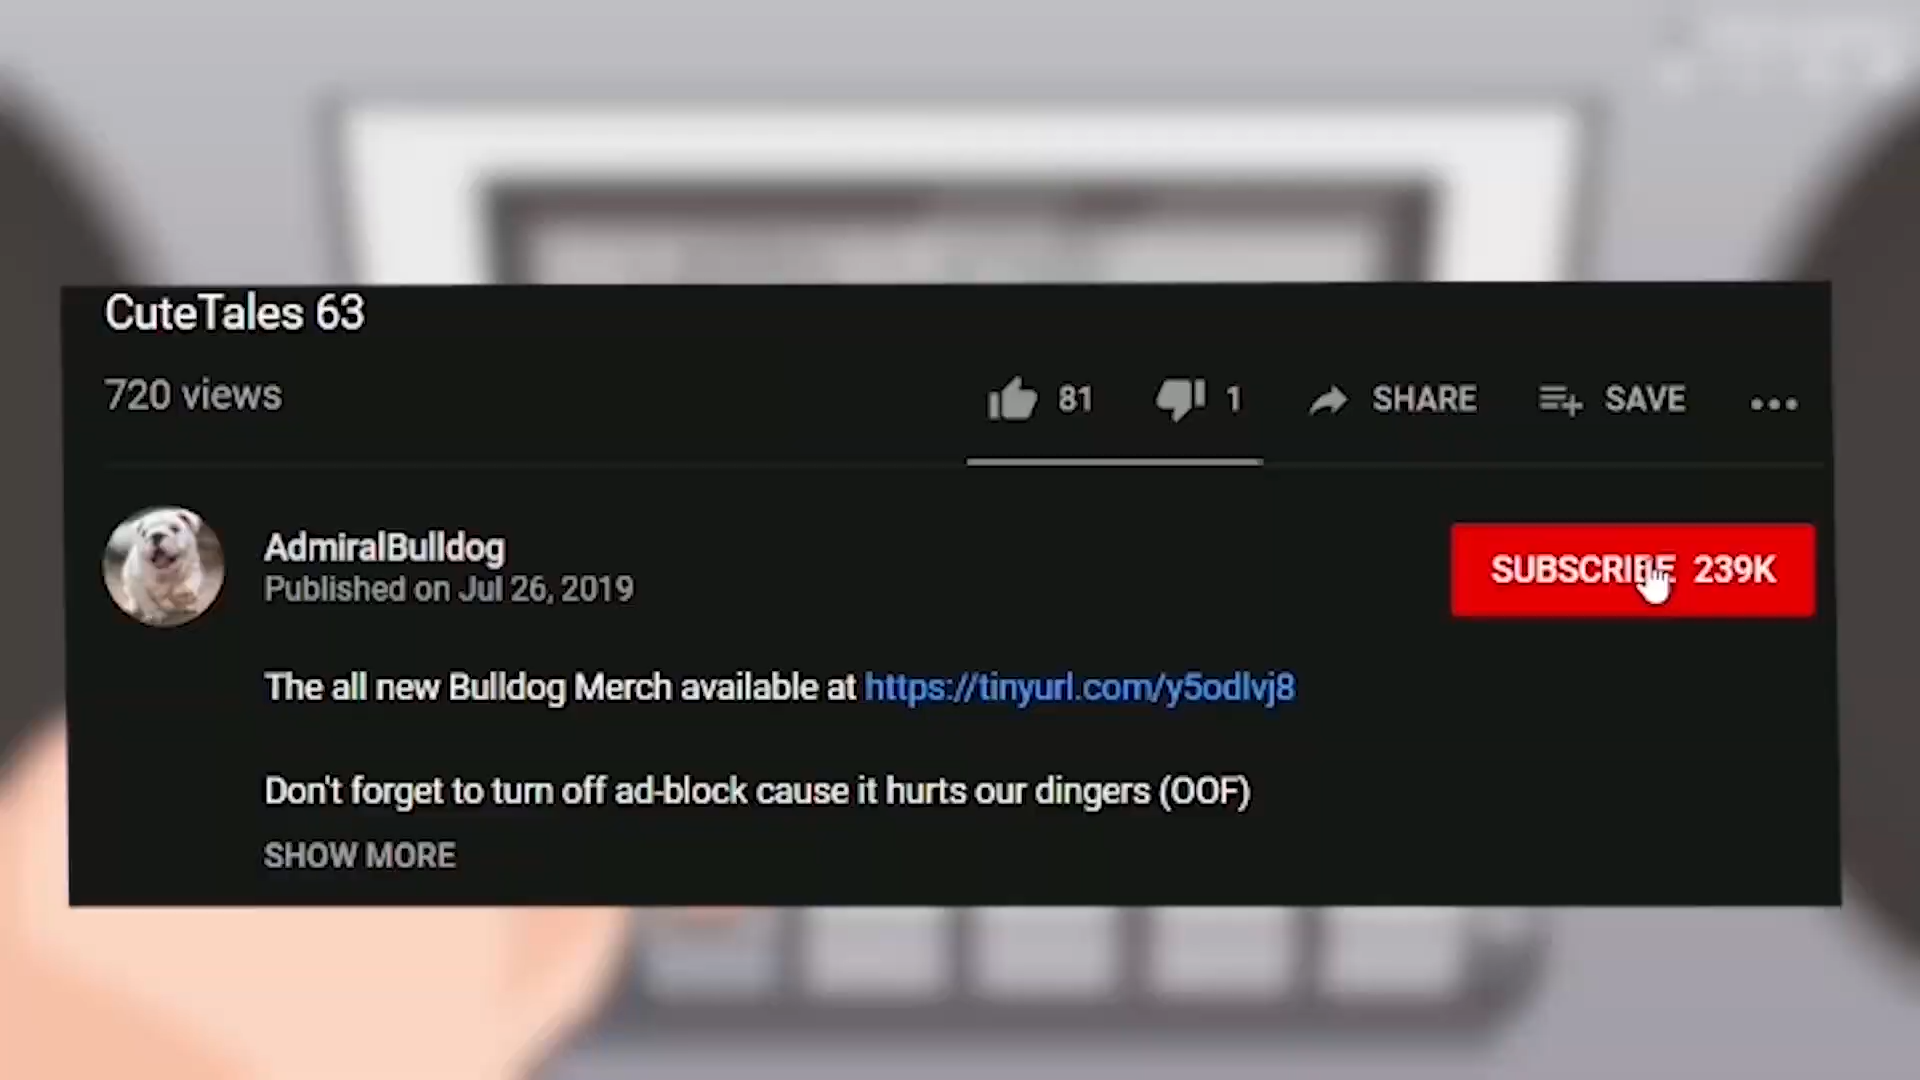 CuteTales 63
720 views
81 1 SHARE SAVE
AdmiralBulldog
Published on Jul 26, 2019
SUBSCRIBE 239K
The all new Bulldog Merch available at https://tinyurl.com/y5odlvj8
Don't forget to turn off ad-block cause it hurts our dingers (OOF)
SHOW MORE